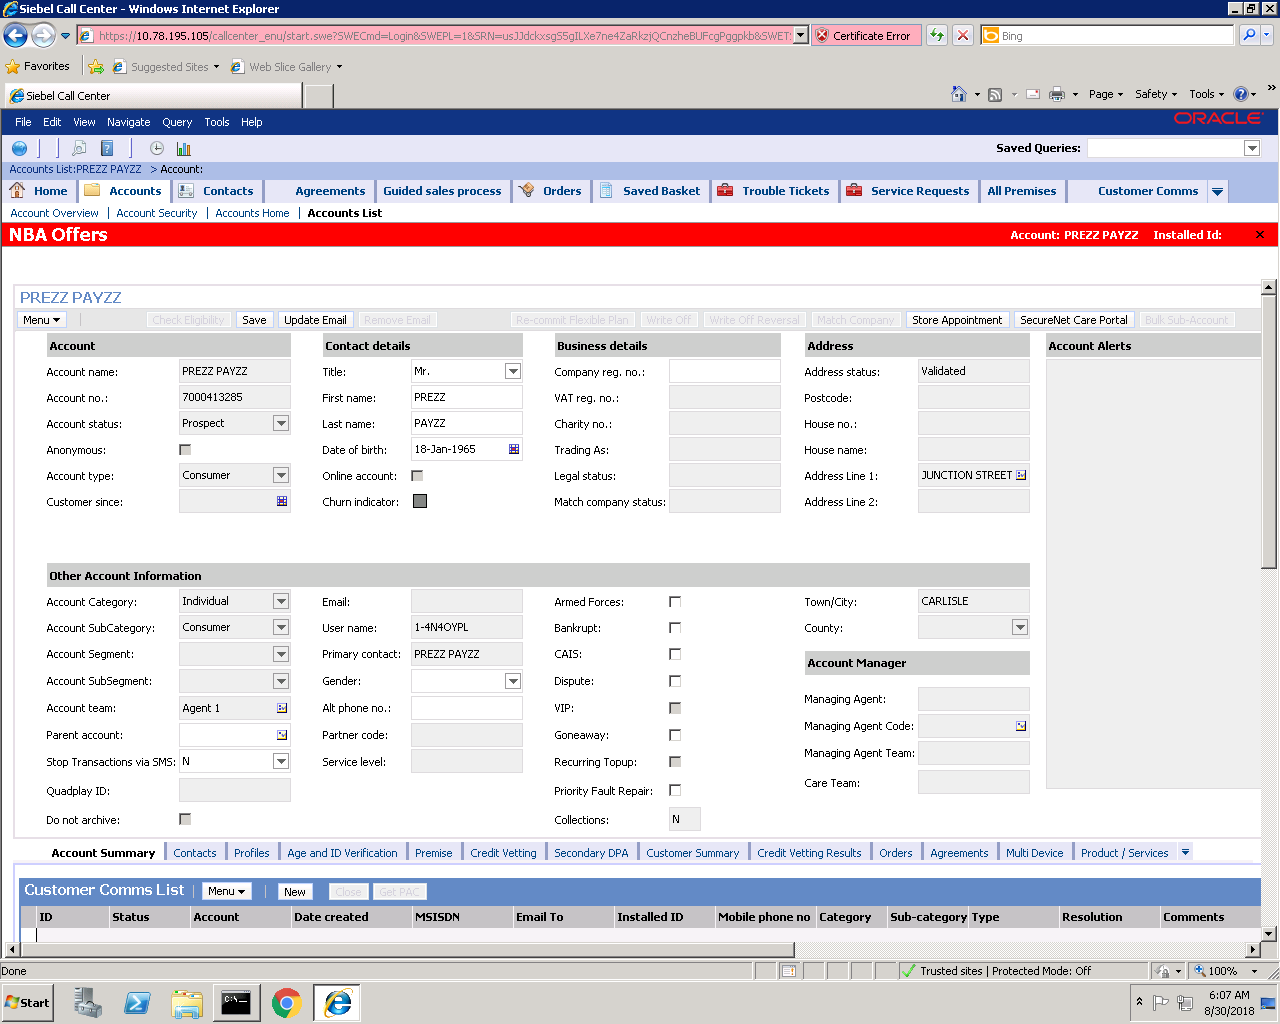 Siebel Call Center - Windows Internet Explorer
https://10.78.195.105/callcenter_enu/start.swe?SWECmd=Login&SWEPL=1&SRN=
Certificate Error
Bing
Favorites
Suggested Sites
Web Slice Gallery
Siebel Call Center
Page
Safety
Tools
»
File Edit View Navigate Query Tools Help
ORACLE
Saved Queries:
Accounts List:PREZZ PAYZZ > Account:
Home
Accounts
Contacts
Agreements
Guided sales process
Orders
Saved Basket
Trouble Tickets
Service Requests
All Premises
Customer Comms
Account Overview | Account Security | Accounts Home | Accounts List
NBA Offers
Account: PREZZ PAYZZ Installed Id:
PREZZ PAYZZ
Menu
Check Eligibility
Save
Update Email
Remove Email
Re-commit Flexible Plan
Write Off
Write Off Reversal
Match Company
Store Appointment
SecureNet Care Portal
Bulk Sub-Account
Account
Contact details
Business details
Address
Account Alerts
Account name: PREZZ PAYZZ Title: Mr. Company reg. no.: Address status: Validated
Account no.: 7000413285 First name: PREZZ VAT reg. no.: Postcode:
Account status: Prospect Last name: PAYZZ Charity no.: House no.:
Anonymous: Date of birth: 18-Jan-1965 Trading As: House name:
Account type: Consumer Online account: Legal status: Address Line 1: JUNCTION STREET
Customer since: Churn indicator: Match company status: Address Line 2:
Other Account Information
Account Category: Individual Email: Armed Forces: Town/City: CARLISLE
Account SubCategory: Consumer User name: 1-4N4OYPL Bankrupt: County:
Account Segment: Primary contact: PREZZ PAYZZ CAIS: Account Manager
Account SubSegment: Gender: Dispute:
Account team: Agent 1 Alt phone no.: VIP: Managing Agent:
Parent account: Partner code: Goneaway: Managing Agent Code:
Stop Transactions via SMS: N Service level: Recurring Topup: Managing Agent Team:
Quadplay ID: Priority Fault Repair: Care Team:
Do not archive: Collections: N
Account Summary
Contacts
Profiles
Age and ID Verification
Premise
Credit Vetting
Secondary DPA
Customer Summary
Credit Vetting Results
Orders
Agreements
Multi Device
Product / Services
Customer Comms List
Menu
New
Close
Get PAC
ID Status Account Date created MSISDN Email To Installed ID Mobile phone no Category Sub-category Type Resolution Comments
Done
Trusted sites | Protected Mode: Off
100%
Start
C:\
6:07 AM
8/30/2018